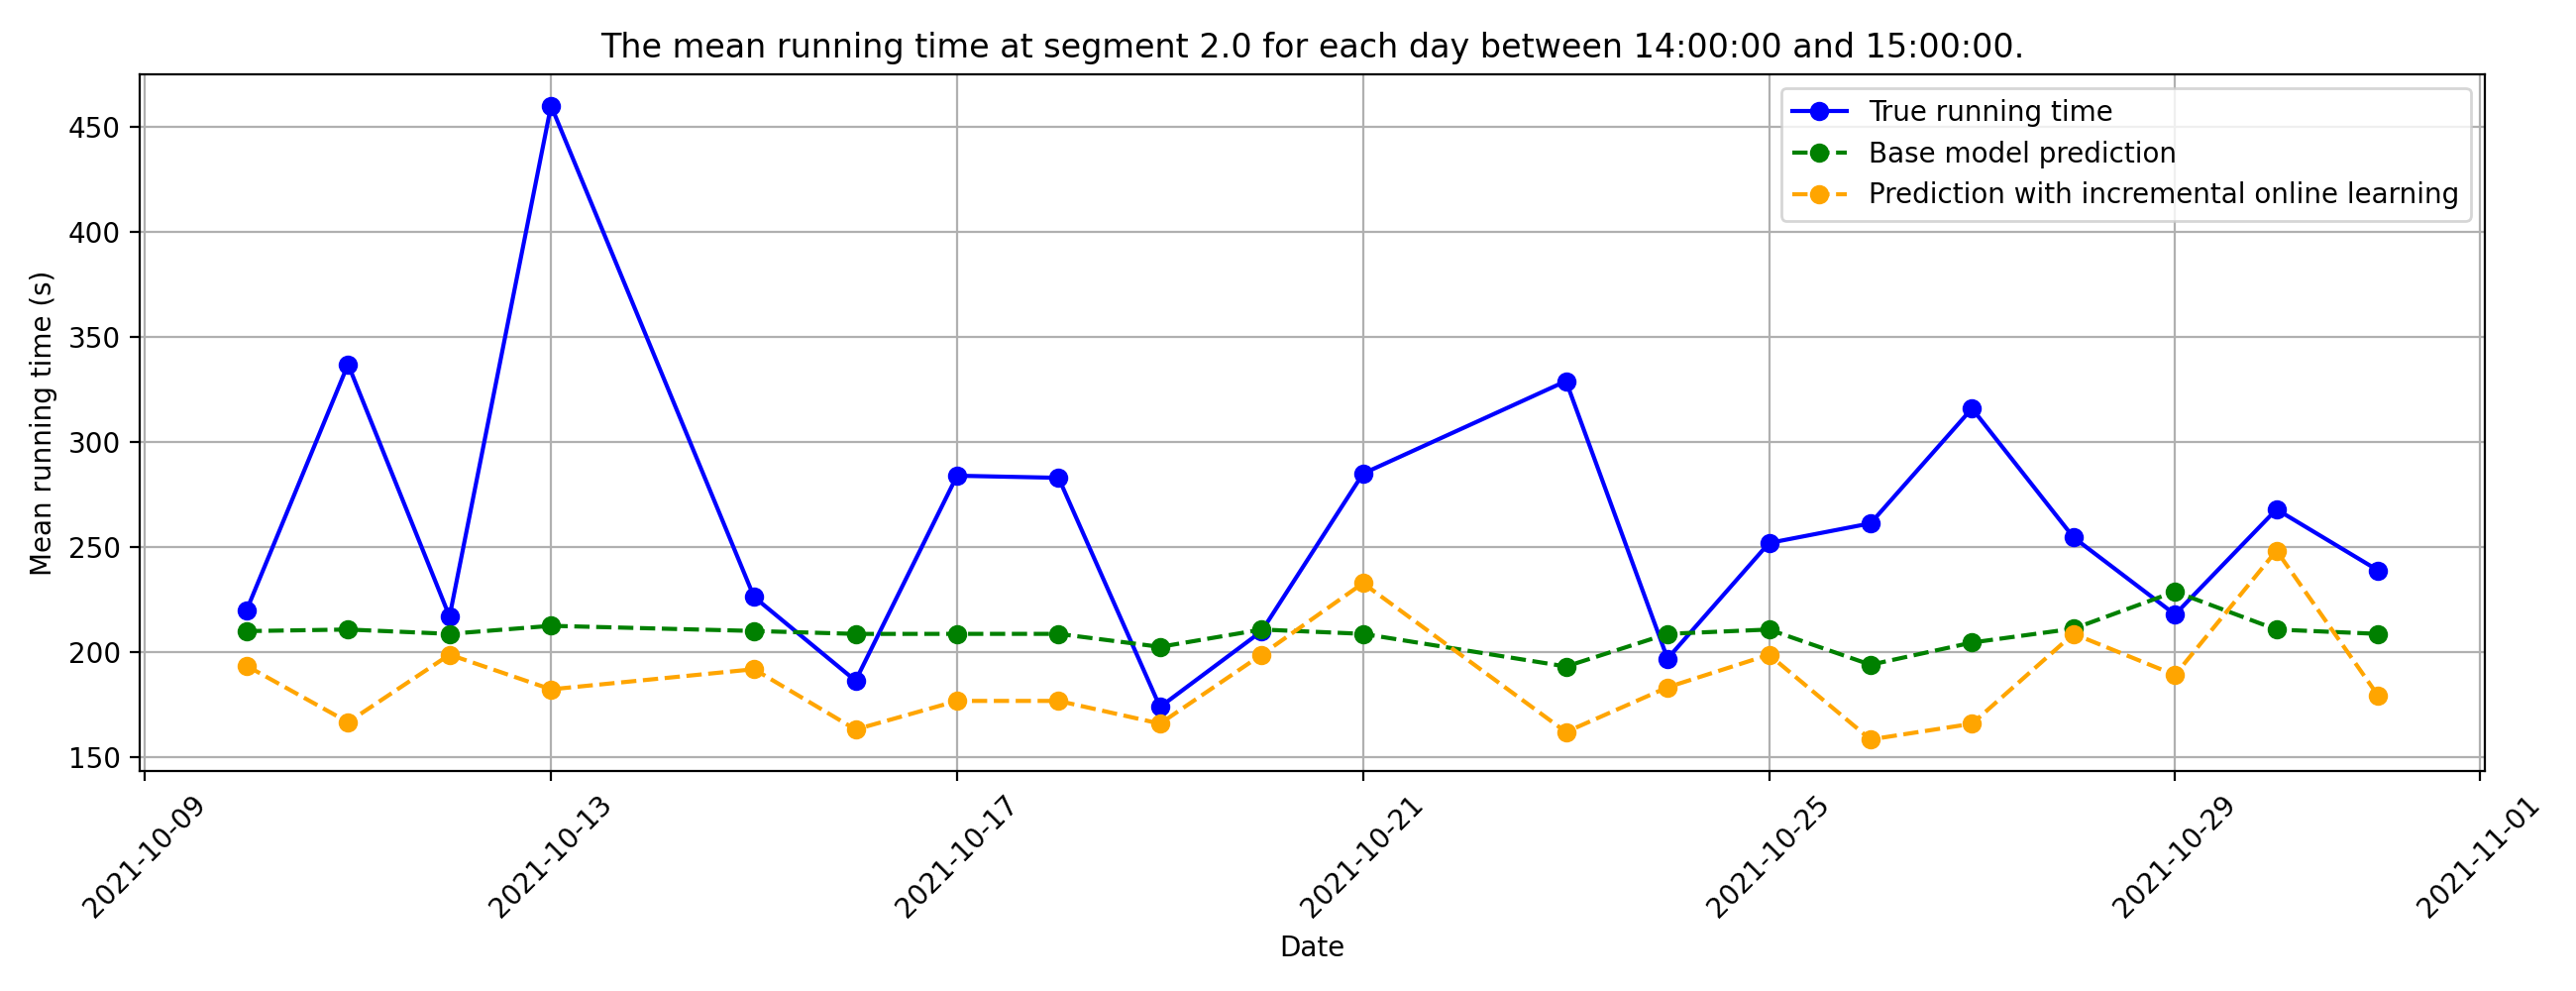 The mean running time at segment 2.0 for each day between 14:00:00 and 15:00:00.
True running time
Base model prediction
Prediction with incremental online learning
Mean running time (s)
450
400
350
300
250
200
150
2021-10-09
2021-10-13
2021-10-17
2021-10-21
2021-10-25
2021-10-29
2021-11-01
Date